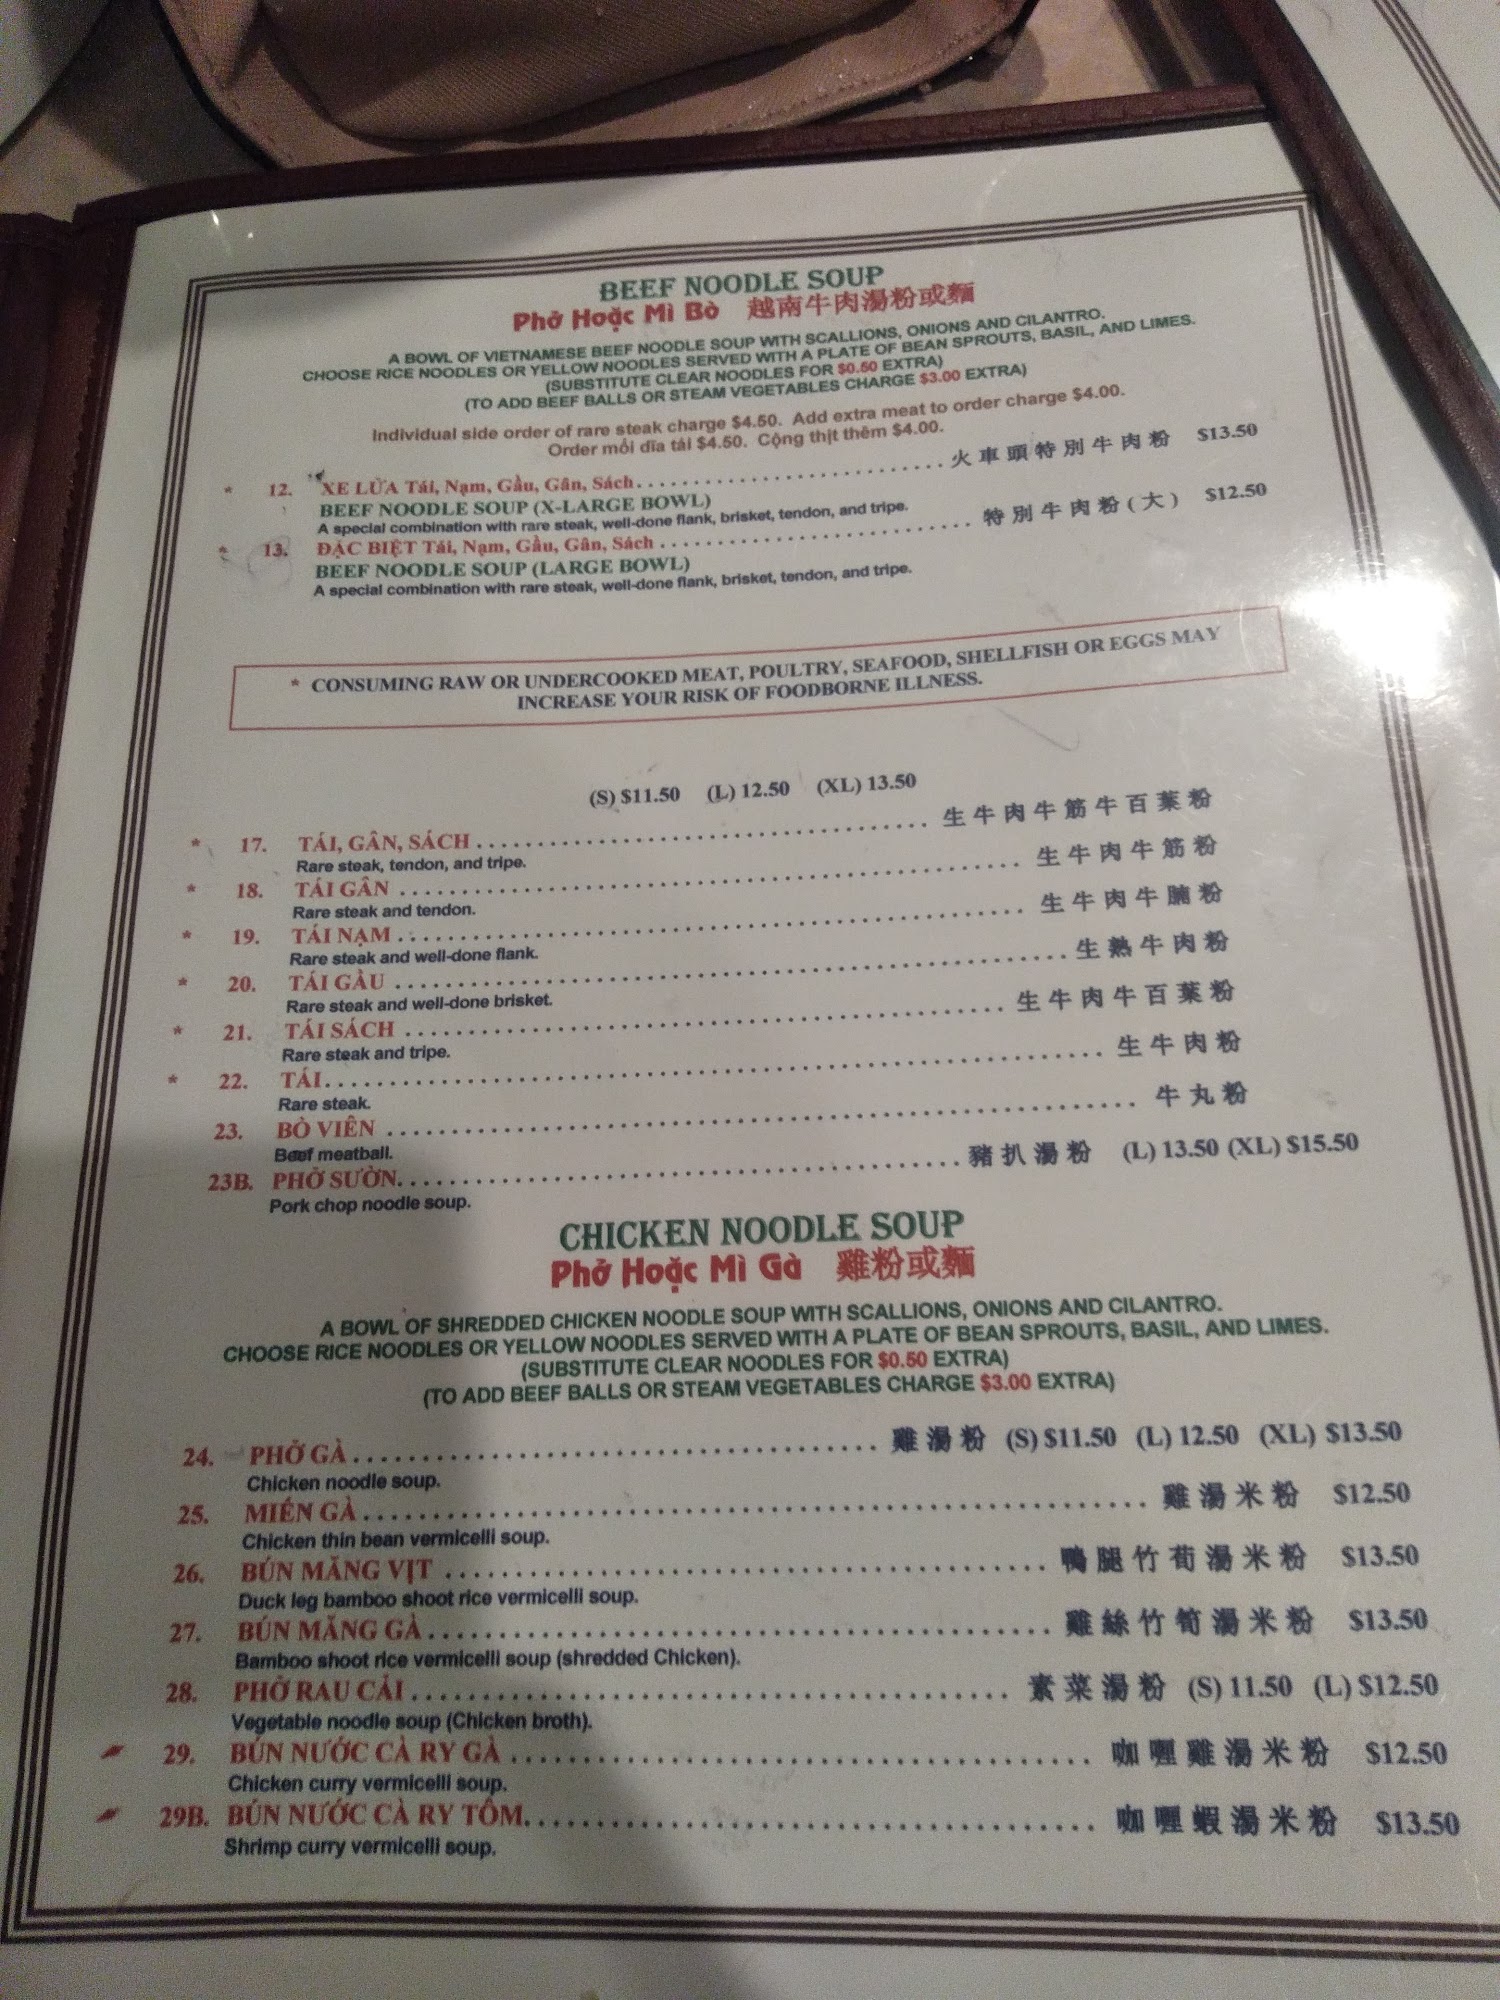 BEEF NOODLE SOUP
Phở Hoặc Mì Bò 越南牛肉湯粉或麵
A BOWL OF VIETNAMESE BEEF NOODLE SOUP WITH SCALLIONS, ONIONS AND CILANTRO.
CHOOSE RICE NOODLES OR YELLOW NOODLES SERVED WITH A PLATE OF BEAN SPROUTS, BASIL, AND LIMES.
(SUBSTITUTE CLEAR NOODLES FOR $0.50 EXTRA)
(TO ADD BEEF BALLS OR STEAM VEGETABLES CHARGE $3.00 EXTRA)
Individual side order of rare steak charge $4.50. Add extra meat to order charge $4.00.
Order mỗi dĩa tái $4.50. Cộng thịt thêm $4.00.
* 12. XE LỬA Tái, Nạm, Gầu, Gân, Sách 火車頭特別牛肉粉 $13.50
BEEF NOODLE SOUP (X-LARGE BOWL)
A special combination with rare steak, well-done flank, brisket, tendon, and tripe.
* 13. ĐẶC BIỆT Tái, Nạm, Gầu, Gân, Sách 特別牛肉粉(大) $12.50
BEEF NOODLE SOUP (LARGE BOWL)
A special combination with rare steak, well-done flank, brisket, tendon, and tripe.
* CONSUMING RAW OR UNDERCOOKED MEAT, POULTRY, SEAFOOD, SHELLFISH OR EGGS MAY
INCREASE YOUR RISK OF FOODBORNE ILLNESS.
(S) $11.50 (L) 12.50 (XL) 13.50
* 17. TÁI, GÂN, SÁCH 生牛肉牛筋牛百葉粉
Rare steak, tendon, and tripe.
* 18. TÁI GÂN 生牛肉牛筋粉
Rare steak and tendon.
* 19. TÁI NẠM 生牛肉牛腩粉
Rare steak and well-done flank.
* 20. TÁI GẦU 生熟牛肉粉
Rare steak and well-done brisket.
* 21. TÁI SÁCH 生牛肉牛百葉粉
Rare steak and tripe.
* 22. TÁI 生牛肉粉
Rare steak.
23. BÒ VIÊN 牛丸粉
Beef meatball.
23B. PHỞ SƯỜN 豬扒湯粉 (L) 13.50 (XL) $15.50
Pork chop noodle soup.
CHICKEN NOODLE SOUP
Phở Hoặc Mì Gà 雞粉或麵
A BOWL OF SHREDDED CHICKEN NOODLE SOUP WITH SCALLIONS, ONIONS AND CILANTRO.
CHOOSE RICE NOODLES OR YELLOW NOODLES SERVED WITH A PLATE OF BEAN SPROUTS, BASIL, AND LIMES.
(SUBSTITUTE CLEAR NOODLES FOR $0.50 EXTRA)
(TO ADD BEEF BALLS OR STEAM VEGETABLES CHARGE $3.00 EXTRA)
24. PHỞ GÀ 雞湯粉 (S) $11.50 (L) 12.50 (XL) $13.50
Chicken noodle soup.
25. MIẾN GÀ 雞湯米粉 $12.50
Chicken thin bean vermicelli soup.
26. BÚN MĂNG VỊT 鴨腿竹荀湯米粉 $13.50
Duck leg bamboo shoot rice vermicelli soup.
27. BÚN MĂNG GÀ 雞絲竹筍湯米粉 $13.50
Bamboo shoot rice vermicelli soup (shredded Chicken).
28. PHỞ RAU CẢI 素菜湯粉 (S) 11.50 (L) $12.50
Vegetable noodle soup (Chicken broth).
29. BÚN NƯỚC CÀ RY GÀ 咖喱雞湯米粉 $12.50
Chicken curry vermicelli soup.
29B. BÚN NƯỚC CÀ RY TÔM 咖喱蝦湯米粉 $13.50
Shrimp curry vermicelli soup.